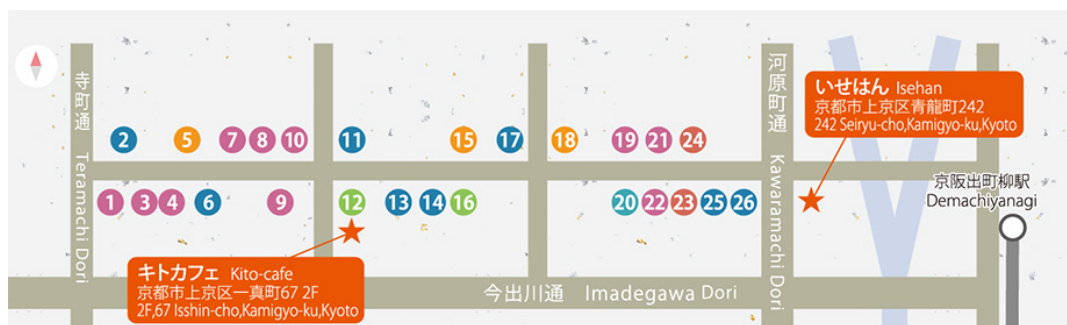 寺町通 Teramachi Dori
河原町通 Kawaramachi Dori
いせはん Isehan
京都市上京区青龍町242
242 Seiryu-cho,Kamigyo-ku,Kyoto
2 5 7 8 10 11 15 17 18 19 21 24
京阪出町柳駅
Demachiyanagi
1 3 4 6 9 12 13 14 16 20 22 23 25 26
キトカフェ Kito-cafe
京都市上京区一真町67 2F
2F,67 Isshin-cho,Kamigyo-ku,Kyoto
今出川通 Imadegawa Dori